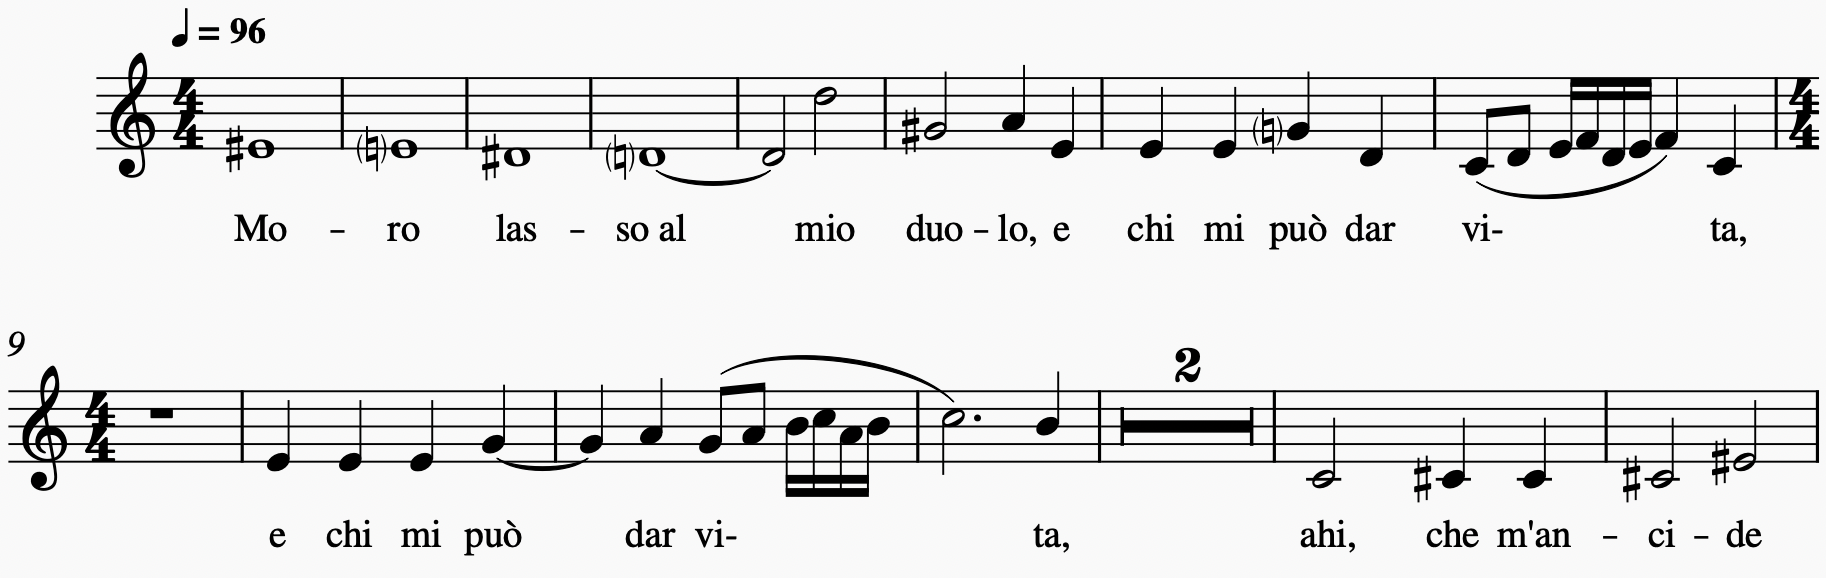 ♩ = 96
Mo – ro las – so al mio duo – lo, e chi mi può dar vi- ta,
9
2
e chi mi può dar vi- ta, ahi, che m'an – ci – de